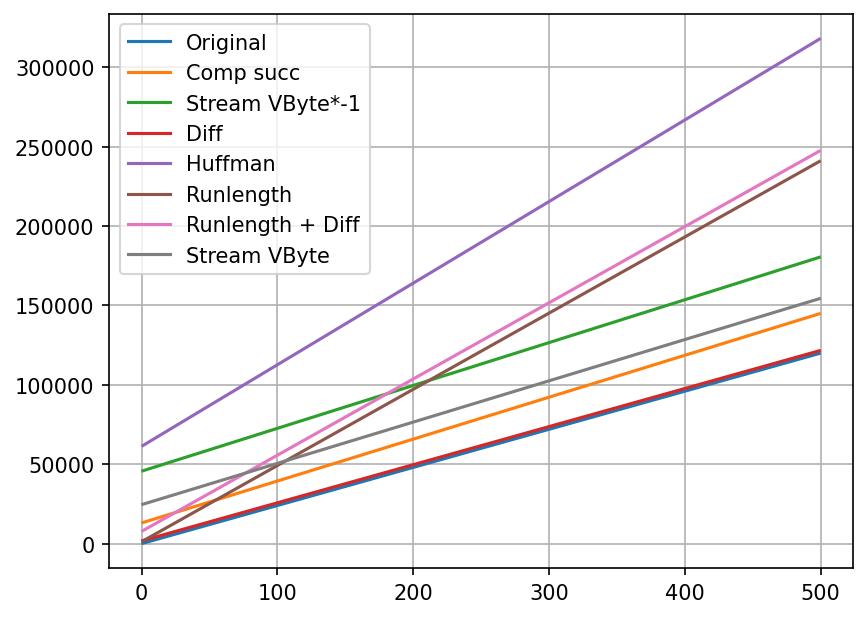 Original
Comp succ
Stream VByte*-1
Diff
Huffman
Runlength
Runlength + Diff
Stream VByte
300000
250000
200000
150000
100000
50000
0
0 100 200 300 400 500